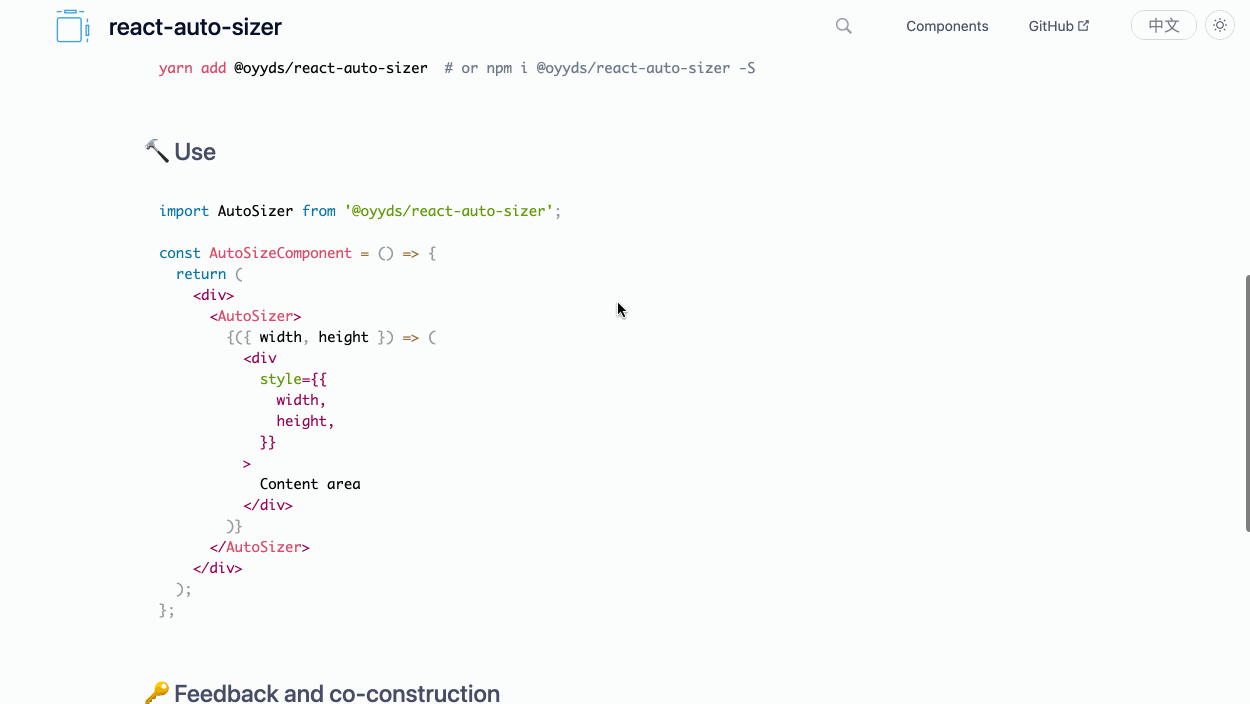 react-auto-sizer
Components
GitHub
中文
yarn add @oyyds/react-auto-sizer  # or npm i @oyyds/react-auto-sizer -S
🔨 Use
import AutoSizer from '@oyyds/react-auto-sizer';
const AutoSizeComponent = () => {
  return (
    <div>
      <AutoSizer>
        {({ width, height }) => (
          <div
            style={{
              width,
              height,
            }}
          >
            Content area
          </div>
        )}
      </AutoSizer>
    </div>
  );
};
🔑 Feedback and co-construction